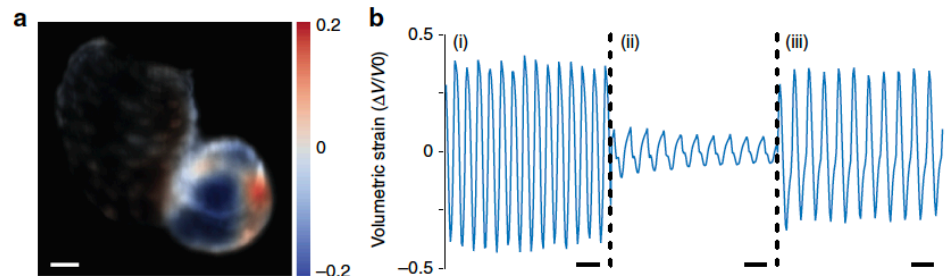 a
0.2
0
−0.2
b
Volumetric strain (ΔV/V0)
0.5
0
−0.5
(i)
(ii)
(iii)